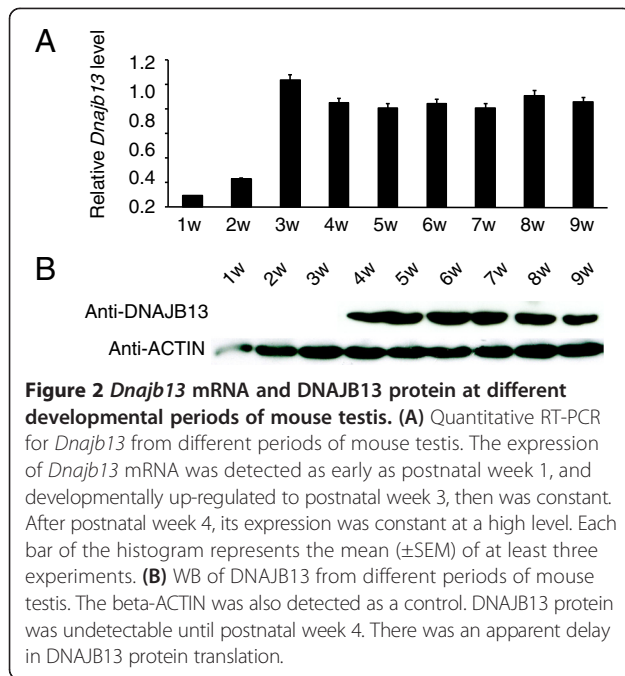 A
Relative Dnajb13 level
1.2
1.0
0.8
0.6
0.4
0.2
1w 2w 3w 4w 5w 6w 7w 8w 9w
B
1w 2w 3w 4w 5w 6w 7w 8w 9w
Anti-DNAJB13
Anti-ACTIN
Figure 2 Dnajb13 mRNA and DNAJB13 protein at different
developmental periods of mouse testis. (A) Quantitative RT-PCR
for Dnajb13 from different periods of mouse testis. The expression
of Dnajb13 mRNA was detected as early as postnatal week 1, and
developmentally up-regulated to postnatal week 3, then was constant.
After postnatal week 4, its expression was constant at a high level. Each
bar of the histogram represents the mean (±SEM) of at least three
experiments. (B) WB of DNAJB13 from different periods of mouse
testis. The beta-ACTIN was also detected as a control. DNAJB13 protein
was undetectable until postnatal week 4. There was an apparent delay
in DNAJB13 protein translation.